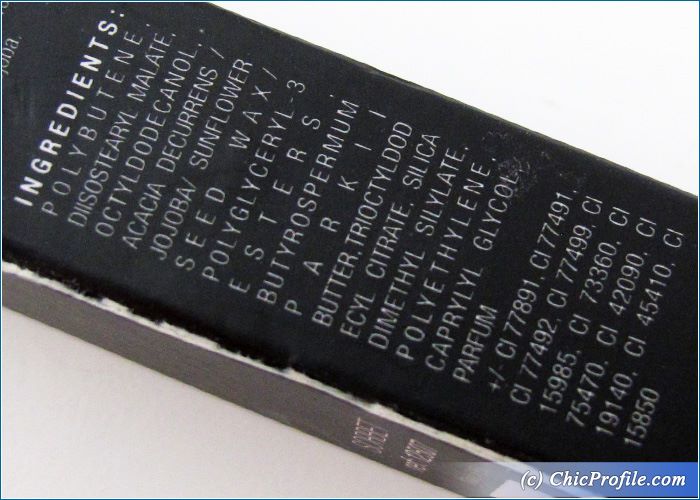 joba.
INGREDIENTS:
POLYBUTENE,
DIISOSTEARYL MALATE,
OCTYLDODECANOL,
ACACIA DECURRENS /
JOJOBA/ SUNFLOWER
SEED WAX/
POLYGLYCERYL-3
ESTERS,
BUTYROSPERMUM
PARKII
BUTTER,TRIOCTYLDOD
ECYL CITRATE, SILICA
DIMETHYL SILYLATE,
POLYETHYLENE,
CAPRYLYL GLYCOL,
PARFUM
+/- CI 77891, CI 77491,
CI 77492, CI 77499, CI
15985, CI 73360, CI
75470, CI 42090, CI
19140, CI 45410, CI
15850
SORBET
(c) ChicProfile.com